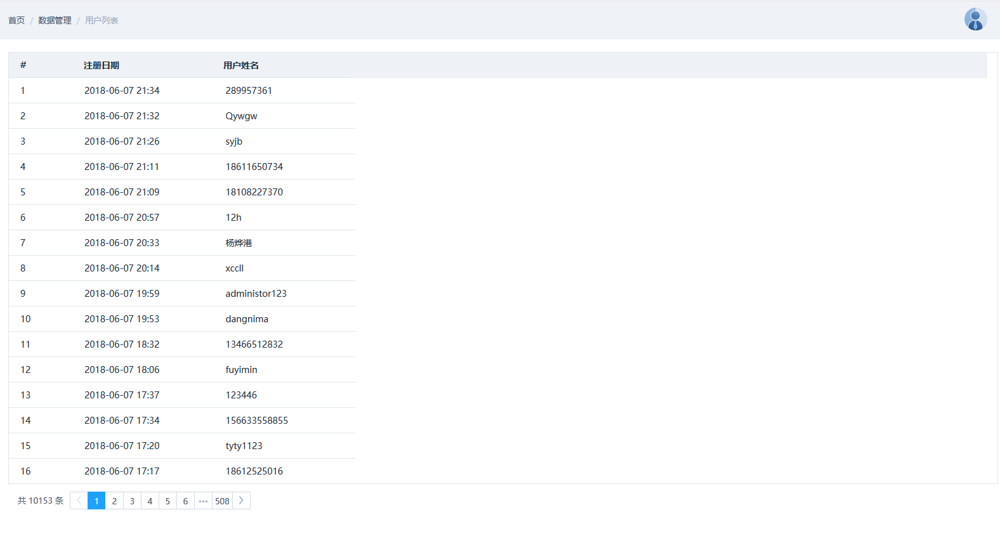 首页 / 数据管理 / 用户列表
# 注册日期 用户姓名
1 2018-06-07 21:34 289957361
2 2018-06-07 21:32 Qywgw
3 2018-06-07 21:26 syjb
4 2018-06-07 21:11 18611650734
5 2018-06-07 21:09 18108227370
6 2018-06-07 20:57 12h
7 2018-06-07 20:33 杨烨港
8 2018-06-07 20:14 xccll
9 2018-06-07 19:59 administor123
10 2018-06-07 19:53 dangnima
11 2018-06-07 18:32 13466512832
12 2018-06-07 18:06 fuyimin
13 2018-06-07 17:37 123446
14 2018-06-07 17:34 156633558855
15 2018-06-07 17:20 tyty1123
16 2018-06-07 17:17 18612525016
共 10153 条 < 1 2 3 4 5 6 ••• 508 >